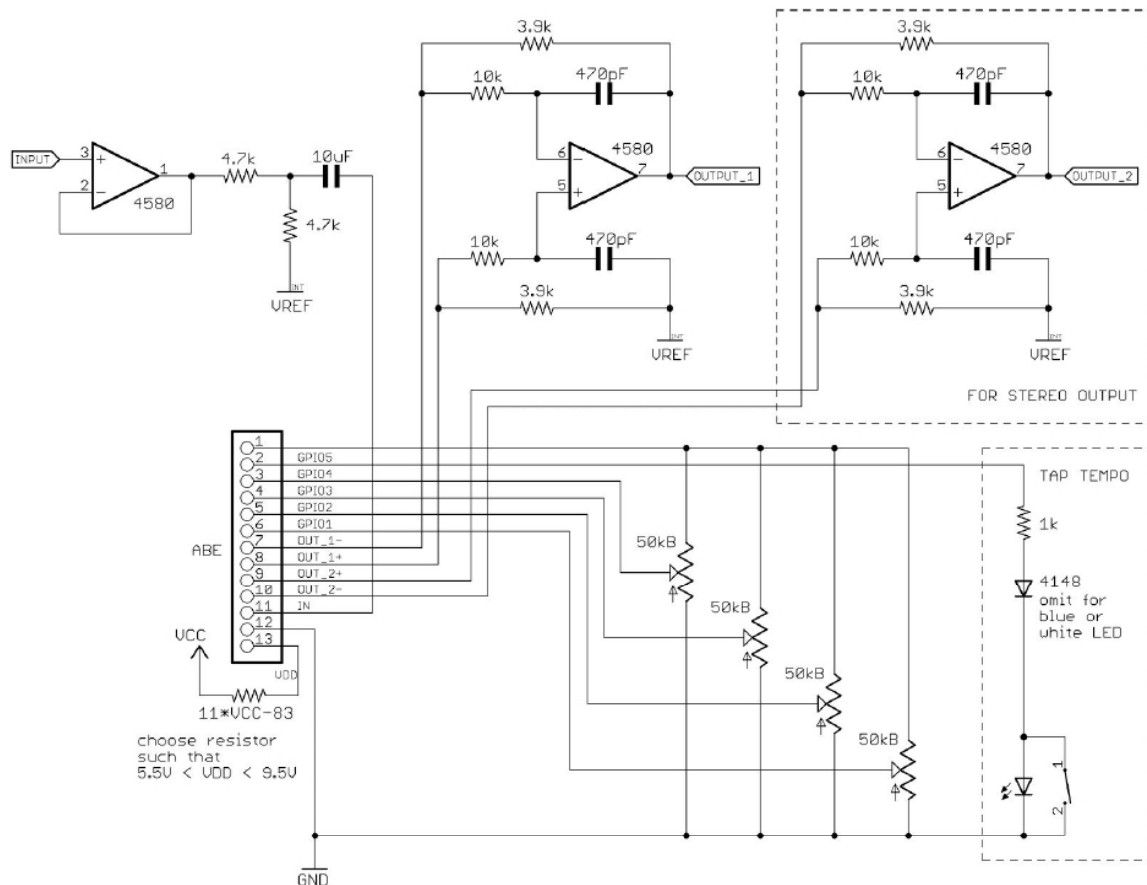 3.9k
10k
470pF
4580
6
5
7
OUTPUT_1
10k
470pF
3.9k
INT
VREF
3.9k
10k
470pF
4580
6
5
7
OUTPUT_2
10k
470pF
3.9k
INT
VREF
FOR STEREO OUTPUT
INPUT
3
2
1
4580
4.7k
10uF
4.7k
INT
VREF
ABE
1
2
GPIO5
3
GPIO4
4
GPIO3
5
GPIO2
6
GPIO1
7
OUT_1-
8
OUT_1+
9
OUT_2+
10
OUT_2-
11
IN
12
13
VDD
VCC
11*VCC-83
choose resistor
such that
5.5V < VDD < 9.5V
GND
50kB
50kB
50kB
50kB
TAP TEMPO
1k
4148
omit for
blue or
white LED
1
2